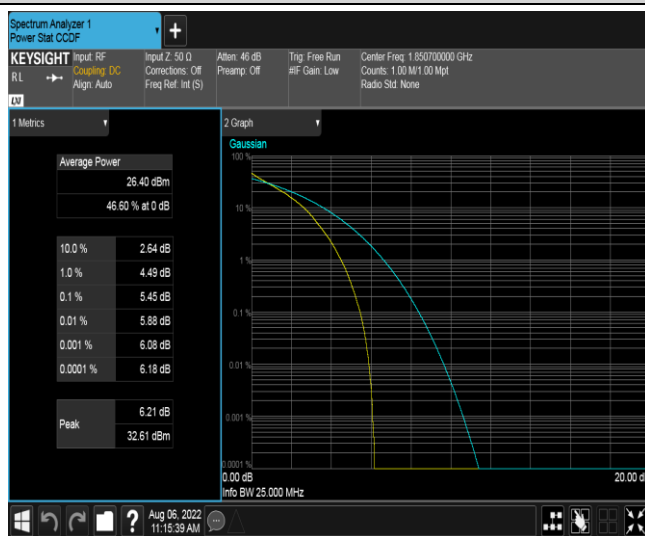 Spectrum Analyzer 1
Power Stat CCDF
KEYSIGHT
RL
LXI
Input: RF
Coupling: DC
Align: Auto
Input Z: 50 Ω
Corrections: Off
Freq Ref: Int (S)
Atten: 46 dB
Preamp: Off
Trig: Free Run
#IF Gain: Low
Center Freq: 1.850700000 GHz
Counts: 1.00 M/1.00 Mpt
Radio Std: None
1 Metrics
Average Power
26.40 dBm
46.60 % at 0 dB
10.0 % 2.64 dB
1.0 % 4.49 dB
0.1 % 5.45 dB
0.01 % 5.88 dB
0.001 % 6.08 dB
0.0001 % 6.18 dB
Peak
6.21 dB
32.61 dBm
2 Graph
Gaussian
100 %
10 %
1 %
0.1 %
0.01 %
0.001 %
0.0001 %
0.00 dB
20.00 d
Info BW 25.000 MHz
?
Aug 06, 2022
11:15:39 AM